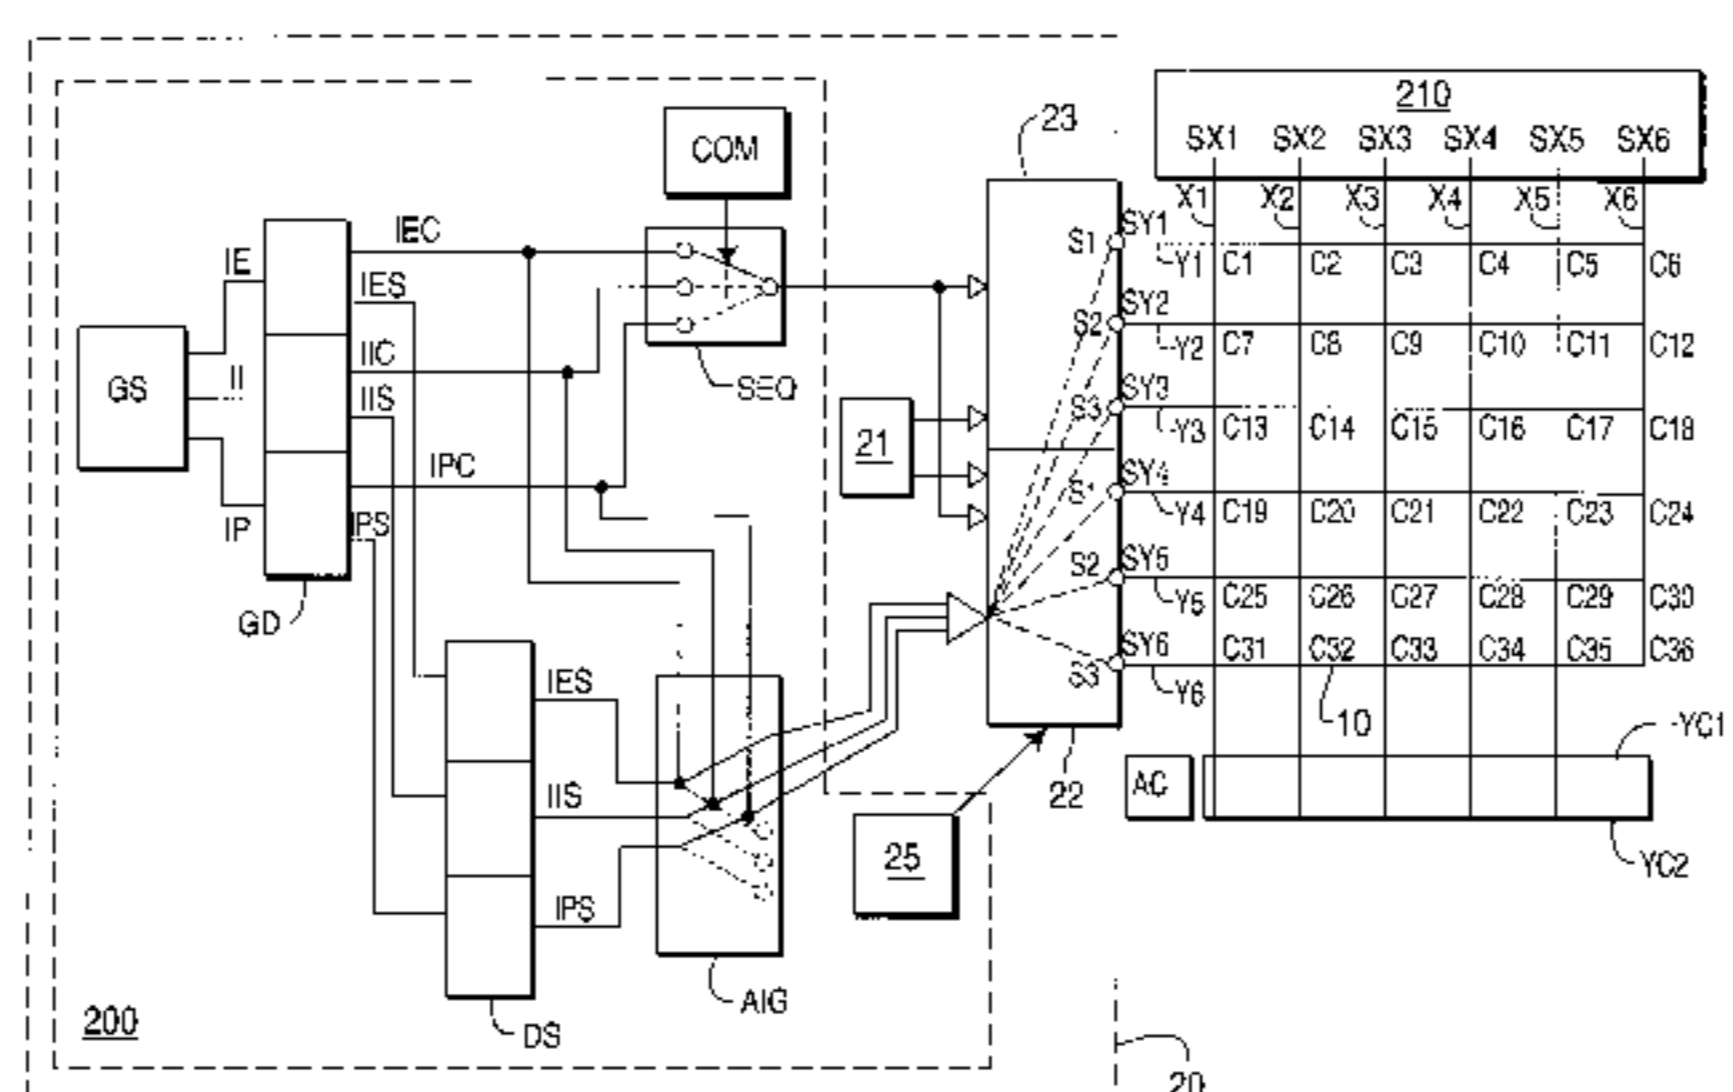 210
SX1 SX2 SX3 SX4 SX5 SX6
23
COM
X1 X2 X3 X4 X5 X6
IEC
SY1
S1
IE
Y1 C1 C2 C3 C4 C5 C6
IES
SY2
S2
IIC
Y2 C7 C8 C9 C10 C11 C12
II
GS
IIS
SEQ
SY3
S3
21
Y3 C13 C14 C15 C16 C17 C18
IPC
SY4
S1
IP
IPS
Y4 C19 C20 C21 C22 C23 C24
SY5
S2
GD
Y5 C25 C26 C27 C28 C29 C30
SY6
C31 C32 C33 C34 C35 C36
S3
IES
Y6
10
YC1
AC
IIS
22
25
YC2
IPS
AIG
200
DS
20